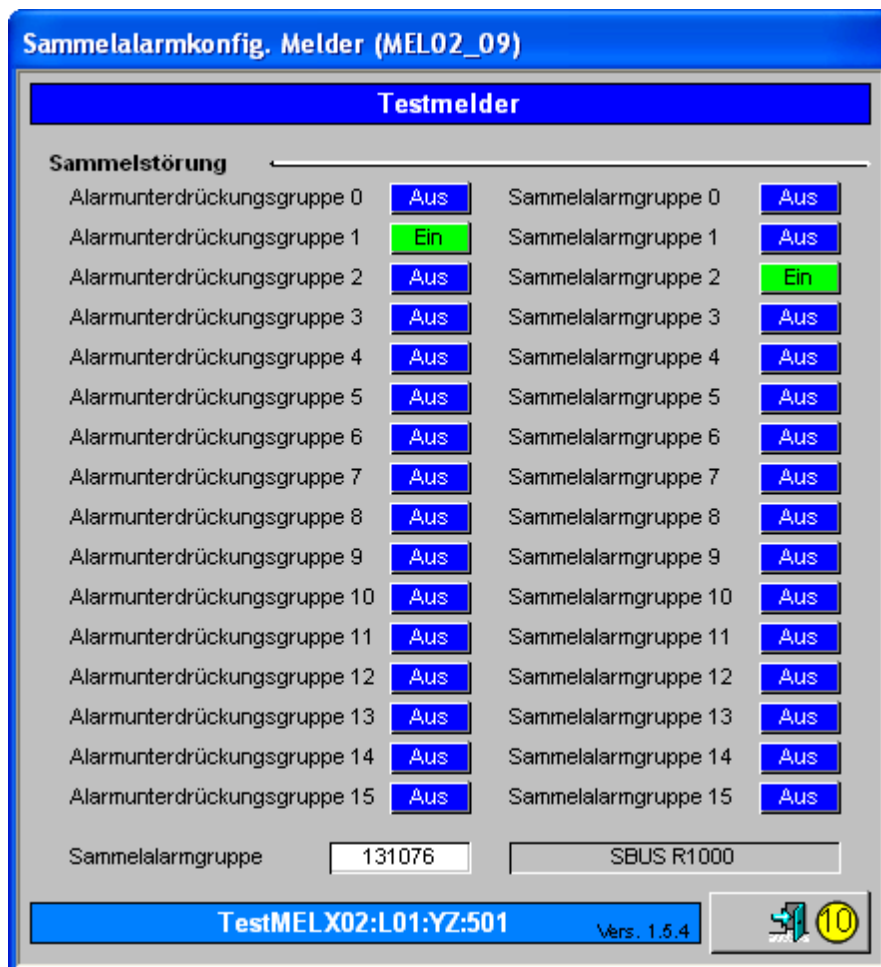 Sammelalarmkonfig. Melder (MEL02_09)
Testmelder
Sammelstörung
Alarmunterdrückungsgruppe 0 Aus Sammelalarmgruppe 0 Aus
Alarmunterdrückungsgruppe 1 Ein Sammelalarmgruppe 1 Aus
Alarmunterdrückungsgruppe 2 Aus Sammelalarmgruppe 2 Ein
Alarmunterdrückungsgruppe 3 Aus Sammelalarmgruppe 3 Aus
Alarmunterdrückungsgruppe 4 Aus Sammelalarmgruppe 4 Aus
Alarmunterdrückungsgruppe 5 Aus Sammelalarmgruppe 5 Aus
Alarmunterdrückungsgruppe 6 Aus Sammelalarmgruppe 6 Aus
Alarmunterdrückungsgruppe 7 Aus Sammelalarmgruppe 7 Aus
Alarmunterdrückungsgruppe 8 Aus Sammelalarmgruppe 8 Aus
Alarmunterdrückungsgruppe 9 Aus Sammelalarmgruppe 9 Aus
Alarmunterdrückungsgruppe 10 Aus Sammelalarmgruppe 10 Aus
Alarmunterdrückungsgruppe 11 Aus Sammelalarmgruppe 11 Aus
Alarmunterdrückungsgruppe 12 Aus Sammelalarmgruppe 12 Aus
Alarmunterdrückungsgruppe 13 Aus Sammelalarmgruppe 13 Aus
Alarmunterdrückungsgruppe 14 Aus Sammelalarmgruppe 14 Aus
Alarmunterdrückungsgruppe 15 Aus Sammelalarmgruppe 15 Aus
Sammelalarmgruppe 131076 SBUS R1000
TestMELX02:L01:YZ:501 Vers. 1.5.4 10